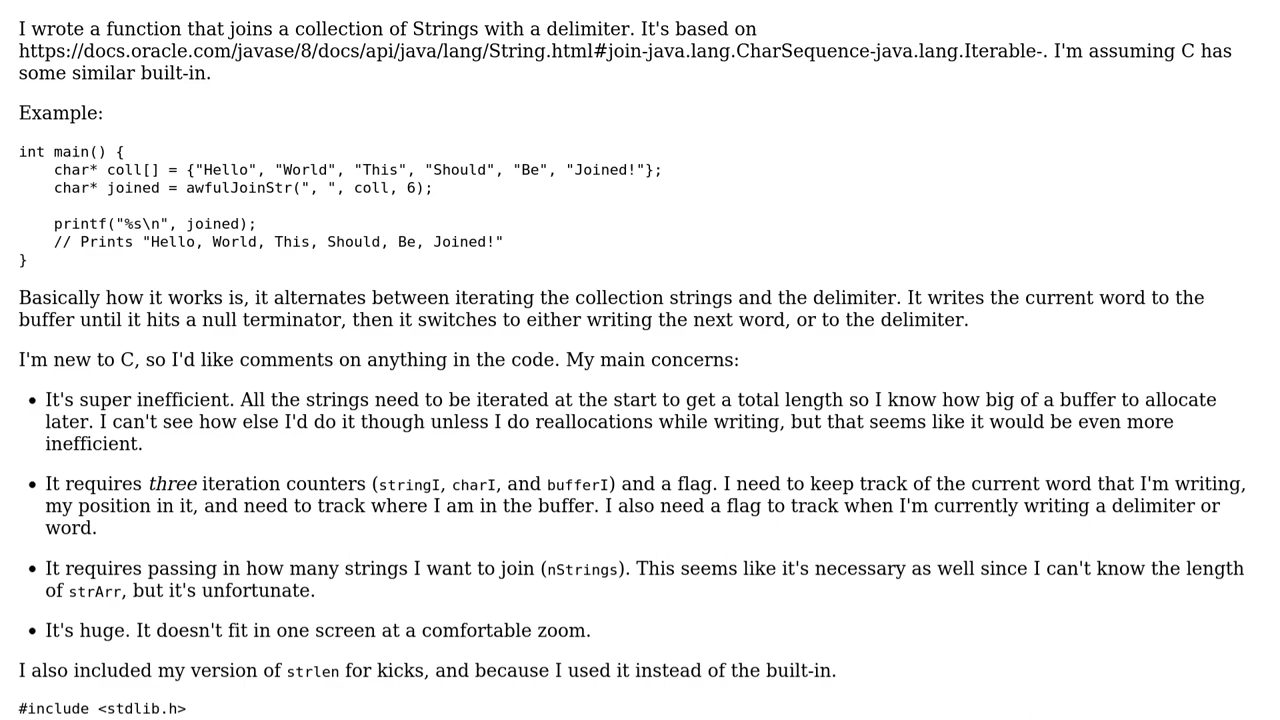 I wrote a function that joins a collection of Strings with a delimiter. It's based on
https://docs.oracle.com/javase/8/docs/api/java/lang/String.html#join-java.lang.CharSequence-java.lang.Iterable-. I'm assuming C has
some similar built-in.
Example:
int main() {
    char* coll[] = {"Hello", "World", "This", "Should", "Be", "Joined!"};
    char* joined = awfulJoinStr(", ", coll, 6);
    printf("%s\n", joined);
    // Prints "Hello, World, This, Should, Be, Joined!"
}
Basically how it works is, it alternates between iterating the collection strings and the delimiter. It writes the current word to the
buffer until it hits a null terminator, then it switches to either writing the next word, or to the delimiter.
I'm new to C, so I'd like comments on anything in the code. My main concerns:
• It's super inefficient. All the strings need to be iterated at the start to get a total length so I know how big of a buffer to allocate
later. I can't see how else I'd do it though unless I do reallocations while writing, but that seems like it would be even more
inefficient.
• It requires three iteration counters (stringI, charI, and bufferI) and a flag. I need to keep track of the current word that I'm writing,
my position in it, and need to track where I am in the buffer. I also need a flag to track when I'm currently writing a delimiter or
word.
• It requires passing in how many strings I want to join (nStrings). This seems like it's necessary as well since I can't know the length
of strArr, but it's unfortunate.
• It's huge. It doesn't fit in one screen at a comfortable zoom.
I also included my version of strlen for kicks, and because I used it instead of the built-in.
#include <stdlib.h>